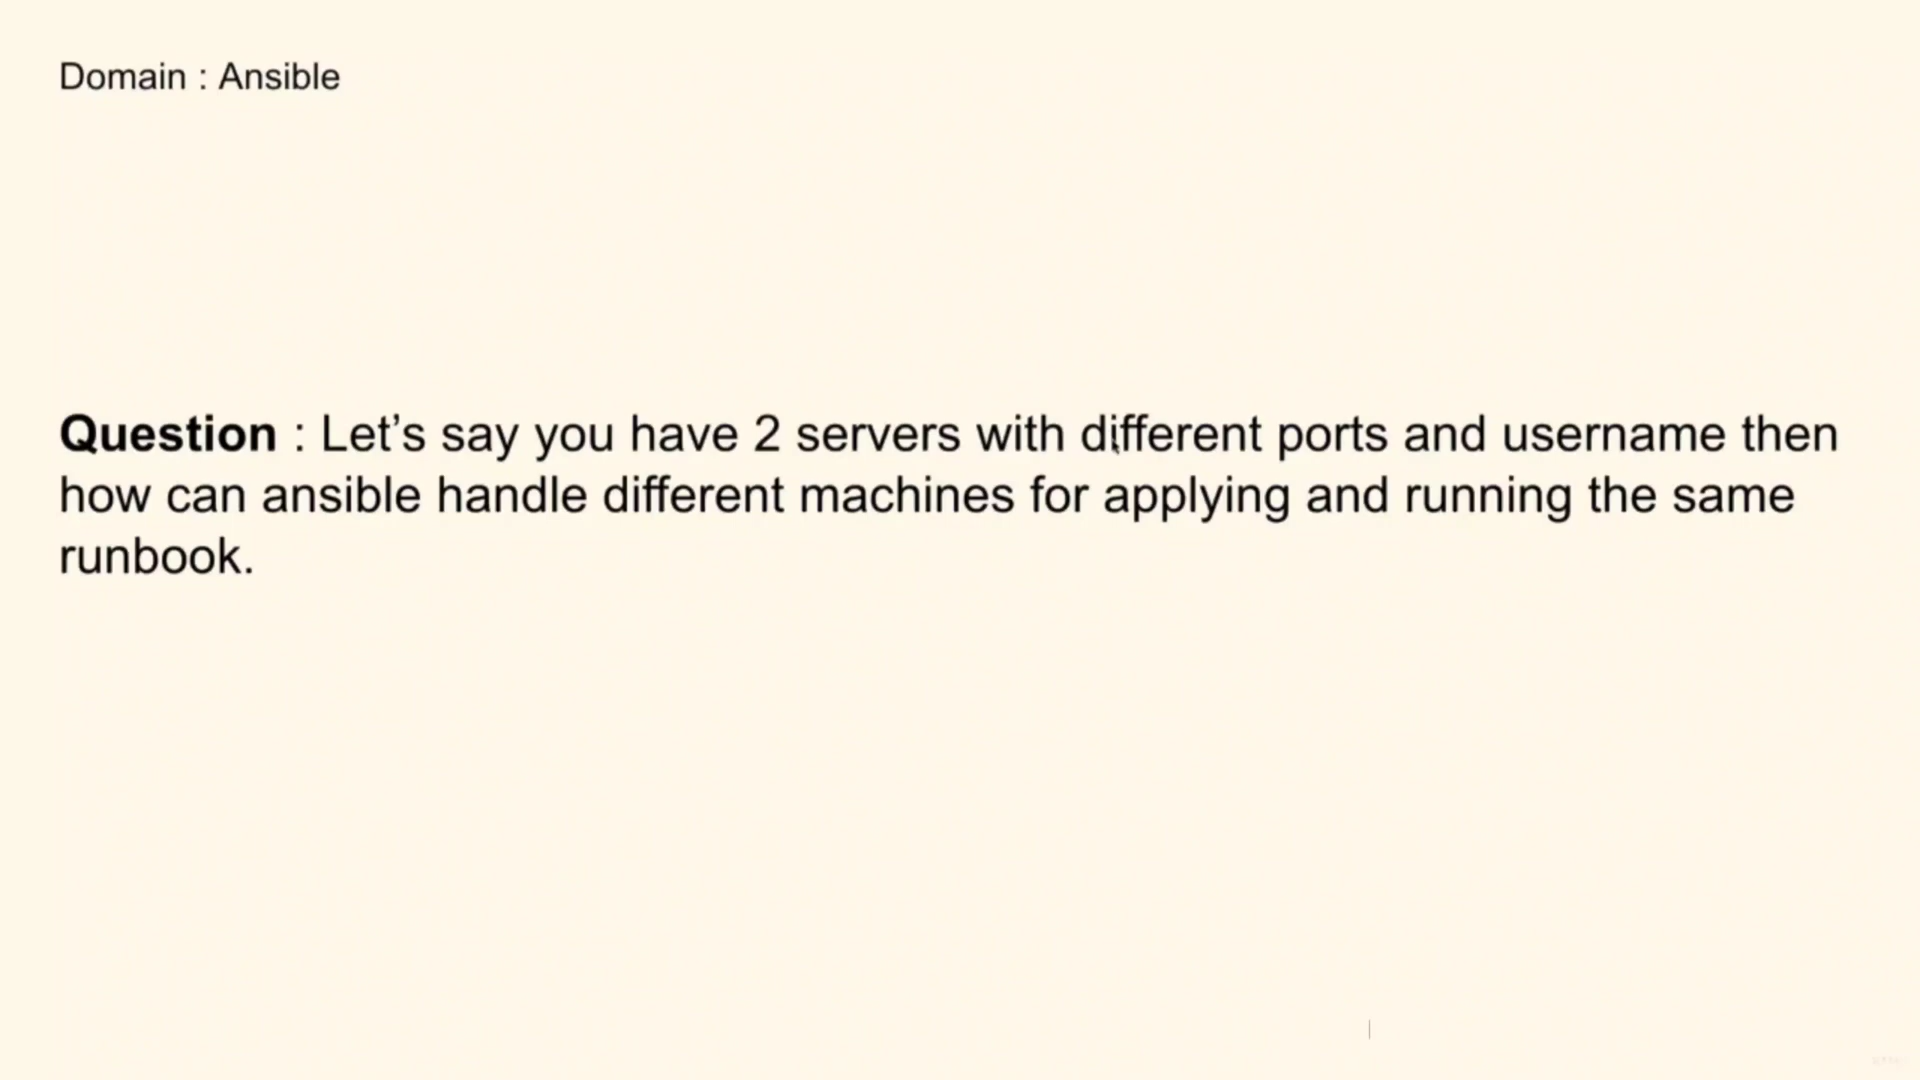 Domain : Ansible
Question : Let’s say you have 2 servers with different ports and username then
how can ansible handle different machines for applying and running the same
runbook.